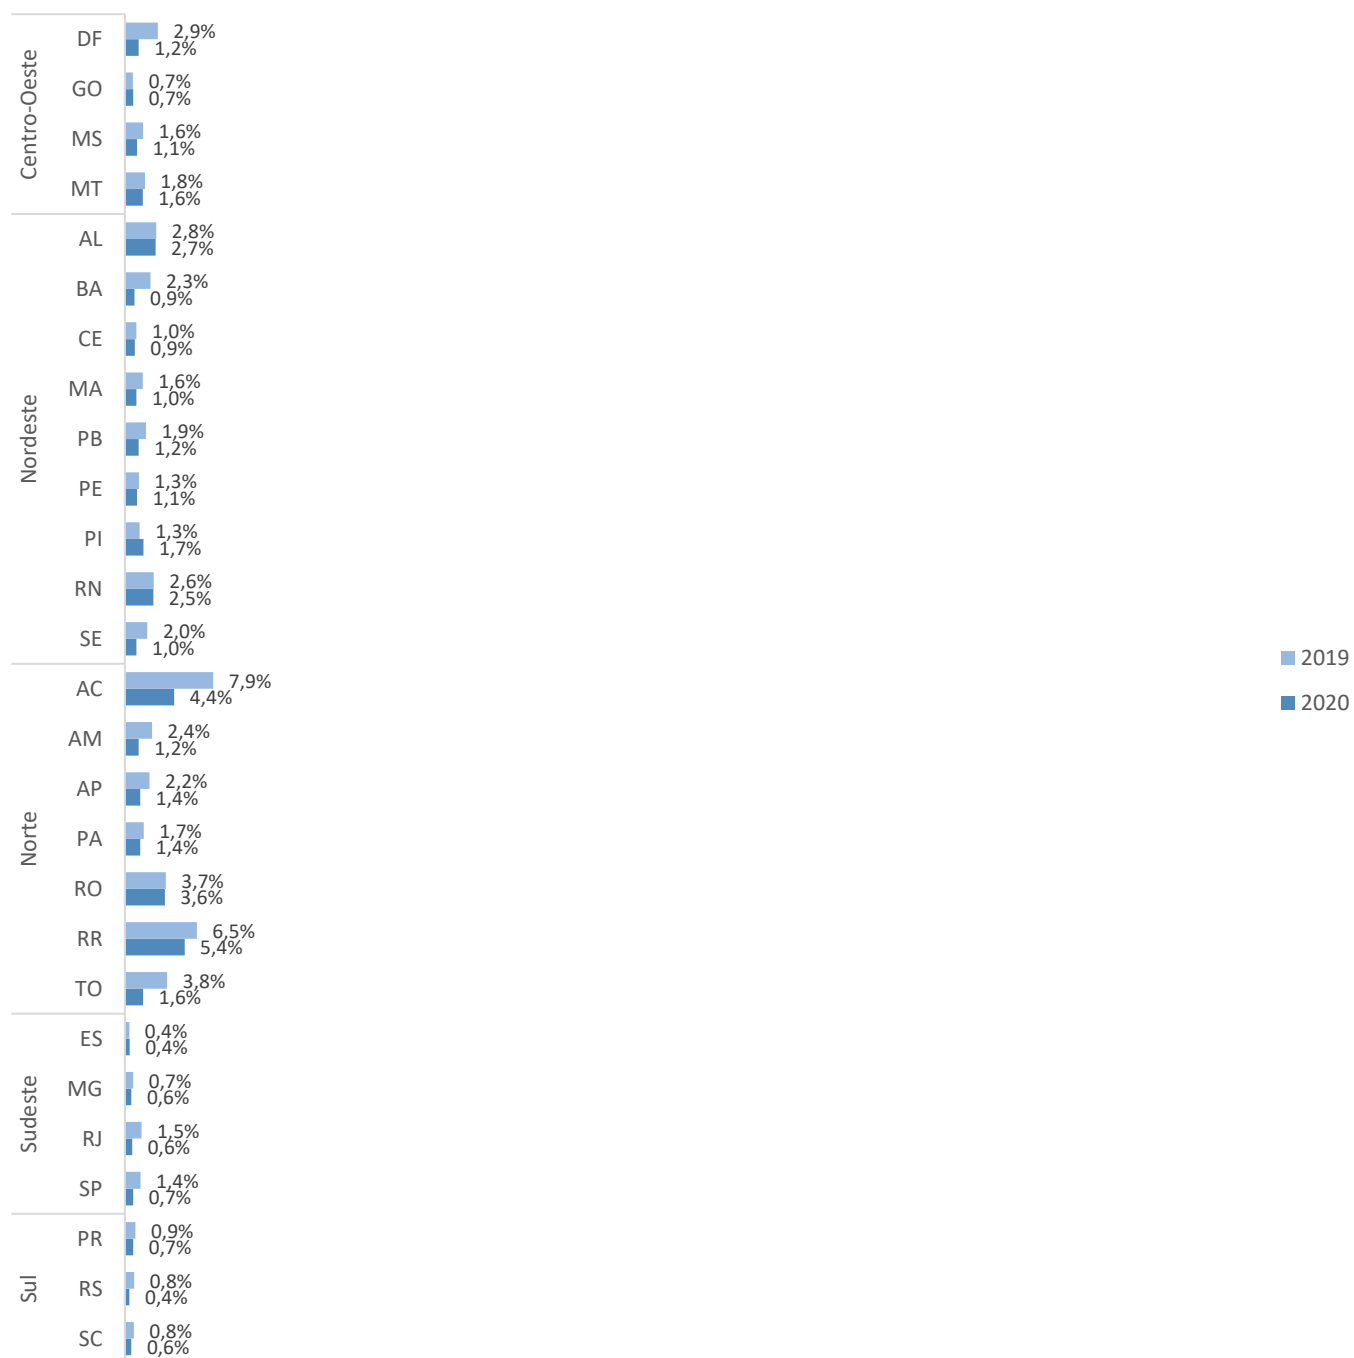 Centro-Oeste
DF
2,9%
1,2%
GO
0,7%
0,7%
MS
1,6%
1,1%
MT
1,8%
1,6%
Nordeste
AL
2,8%
2,7%
BA
2,3%
0,9%
CE
1,0%
0,9%
MA
1,6%
1,0%
PB
1,9%
1,2%
PE
1,3%
1,1%
PI
1,3%
1,7%
RN
2,6%
2,5%
SE
2,0%
1,0%
Norte
AC
7,9%
4,4%
AM
2,4%
1,2%
AP
2,2%
1,4%
PA
1,7%
1,4%
RO
3,7%
3,6%
RR
6,5%
5,4%
TO
3,8%
1,6%
Sudeste
ES
0,4%
0,4%
MG
0,7%
0,6%
RJ
1,5%
0,6%
SP
1,4%
0,7%
Sul
PR
0,9%
0,7%
RS
0,8%
0,4%
SC
0,8%
0,6%
2019
2020